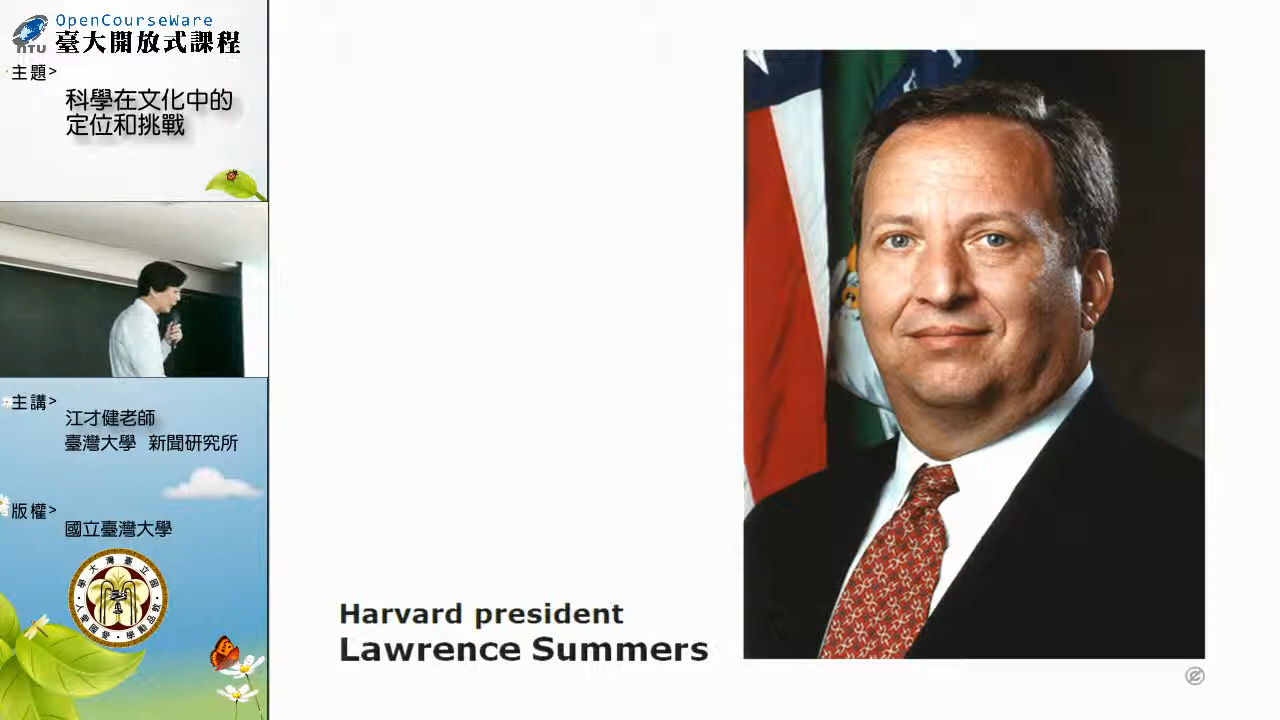 OpenCourseWare
NTU
臺大開放式課程
主題>
科學在文化中的
定位和挑戰
主講>
江才健老師
臺灣大學 新聞研究所
版權>
國立臺灣大學
Harvard president
Lawrence Summers